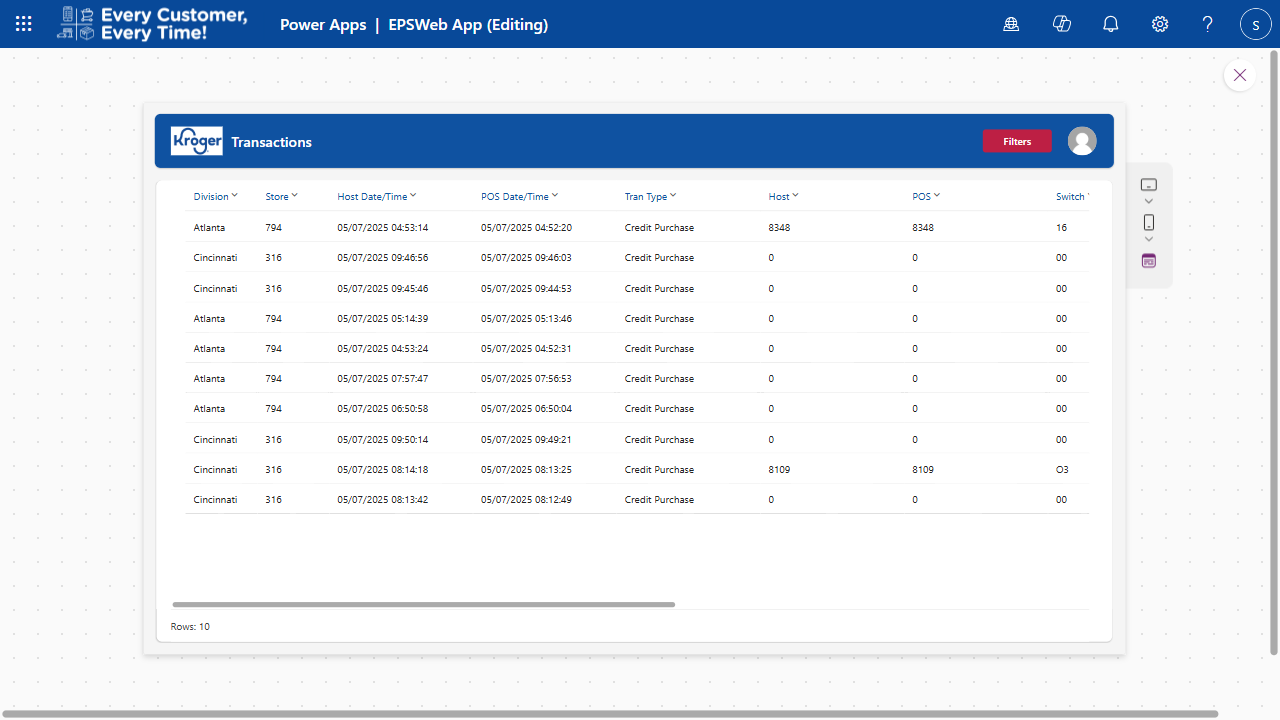 Every Customer,
Every Time!
Power Apps | EPSWeb App (Editing)
S
Kroger
Transactions
Filters
Division Store Host Date/Time POS Date/Time Tran Type Host POS Switch
Atlanta 794 05/07/2025 04:53:14 05/07/2025 04:52:20 Credit Purchase 8348 8348 16
Cincinnati 316 05/07/2025 09:46:56 05/07/2025 09:46:03 Credit Purchase 0 0 00
Cincinnati 316 05/07/2025 09:45:46 05/07/2025 09:44:53 Credit Purchase 0 0 00
Atlanta 794 05/07/2025 05:14:39 05/07/2025 05:13:46 Credit Purchase 0 0 00
Atlanta 794 05/07/2025 04:53:24 05/07/2025 04:52:31 Credit Purchase 0 0 00
Atlanta 794 05/07/2025 07:57:47 05/07/2025 07:56:53 Credit Purchase 0 0 00
Atlanta 794 05/07/2025 06:50:58 05/07/2025 06:50:04 Credit Purchase 0 0 00
Cincinnati 316 05/07/2025 09:50:14 05/07/2025 09:49:21 Credit Purchase 0 0 00
Cincinnati 316 05/07/2025 08:14:18 05/07/2025 08:13:25 Credit Purchase 8109 8109 O3
Cincinnati 316 05/07/2025 08:13:42 05/07/2025 08:12:49 Credit Purchase 0 0 00
Rows: 10